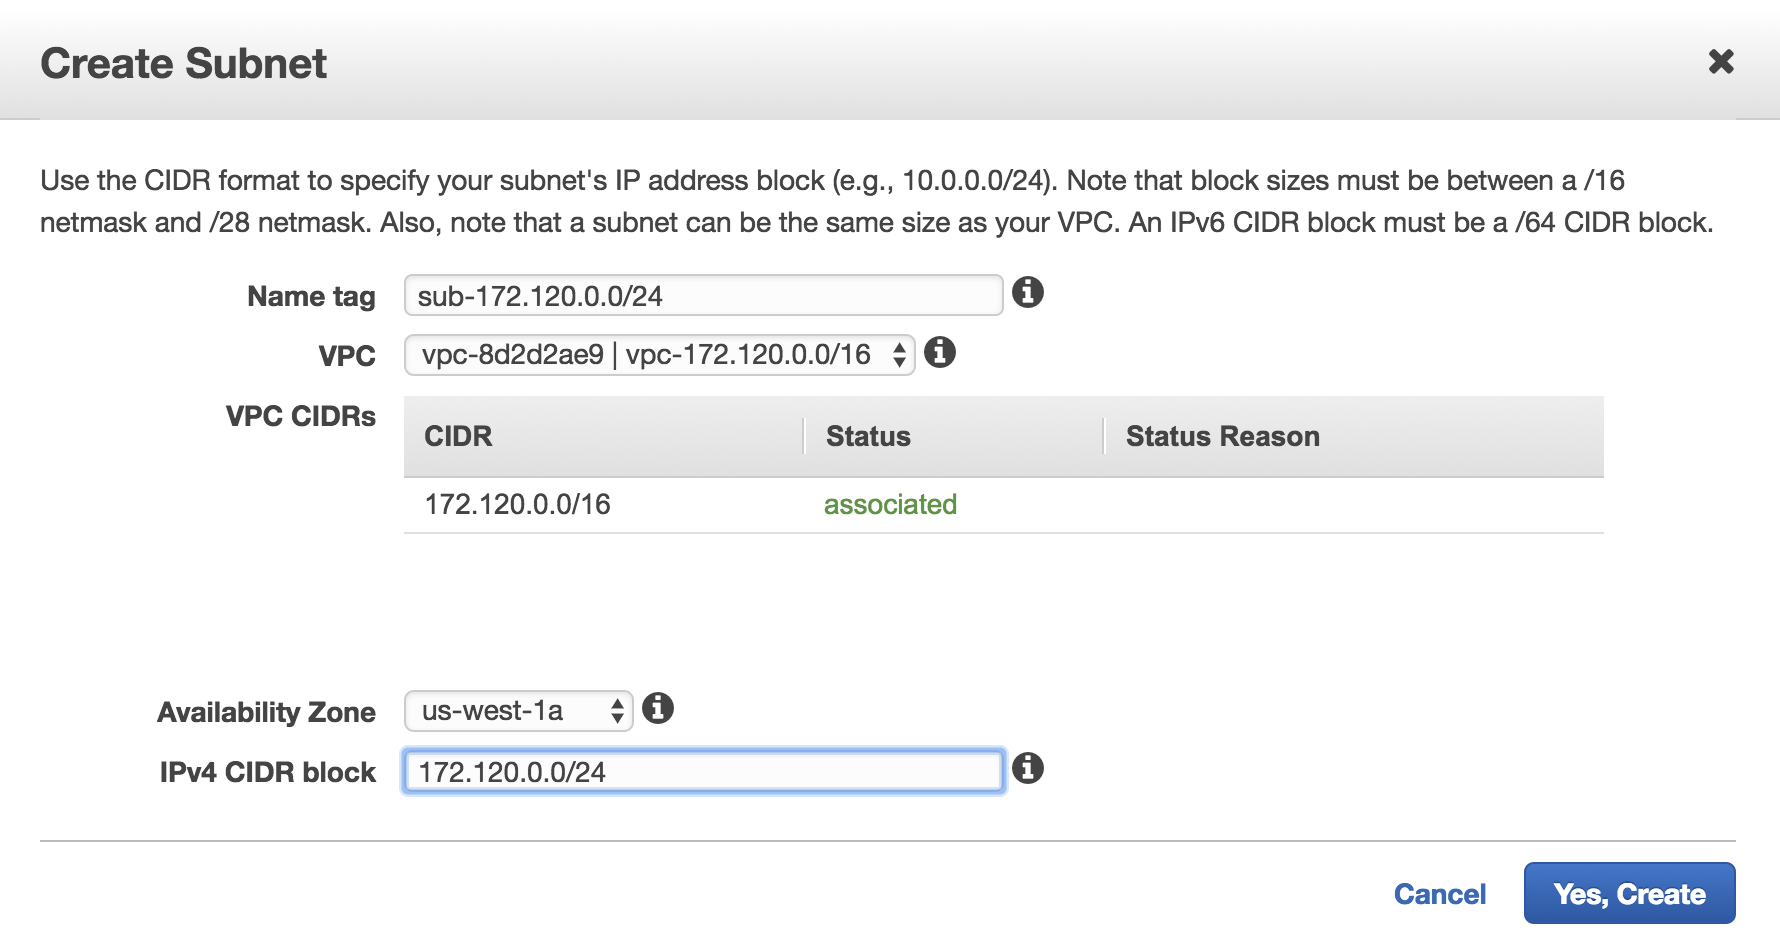 Create Subnet
Use the CIDR format to specify your subnet's IP address block (e.g., 10.0.0.0/24). Note that block sizes must be between a /16
netmask and /28 netmask. Also, note that a subnet can be the same size as your VPC. An IPv6 CIDR block must be a /64 CIDR block.
Name tag sub-172.120.0.0/24
VPC vpc-8d2d2ae9 | vpc-172.120.0.0/16
VPC CIDRs
CIDR Status Status Reason
172.120.0.0/16 associated
Availability Zone us-west-1a
IPv4 CIDR block 172.120.0.0/24
Cancel Yes, Create